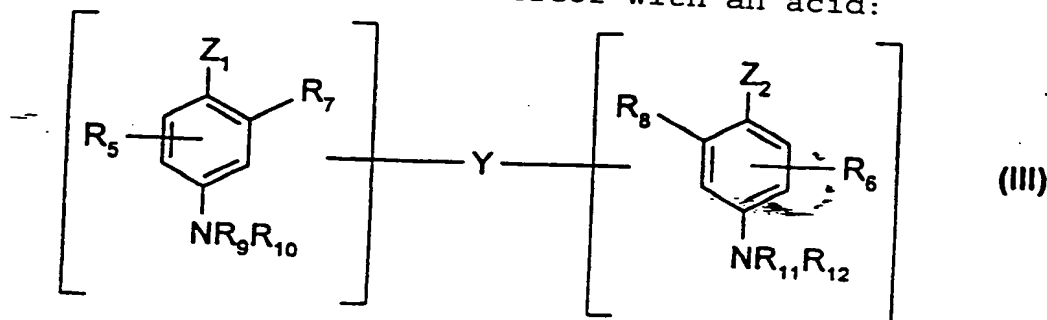 with an acid:
Z₁ Z₂
R₇ R₈
R₅ Y R₆ (III)
NR₉R₁₀ NR₁₁R₁₂